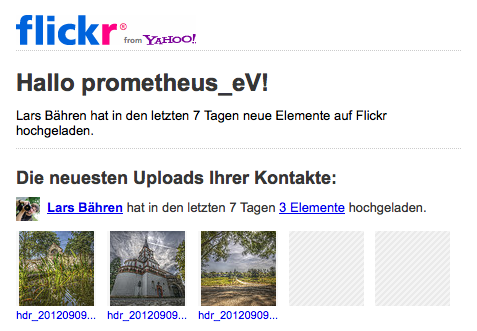 flickr® from YAHOO!
Hallo prometheus_eV!
Lars Bähren hat in den letzten 7 Tagen neue Elemente auf Flickr
hochgeladen.
Die neuesten Uploads Ihrer Kontakte:
Lars Bähren hat in den letzten 7 Tagen 3 Elemente hochgeladen.
hdr_20120909... hdr_20120909... hdr_20120909...